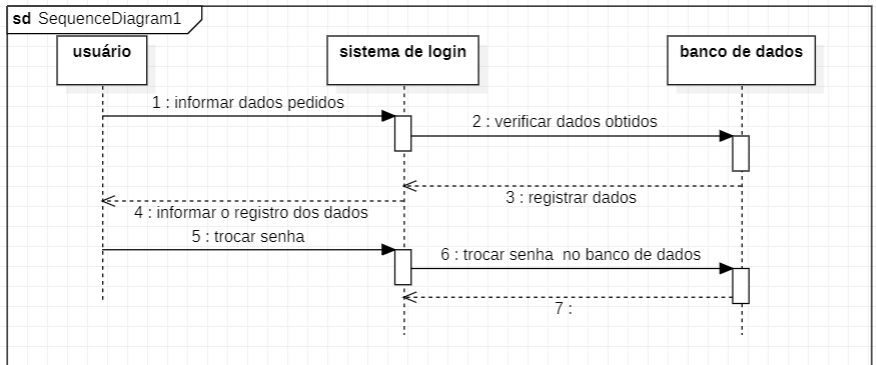 sd SequenceDiagram1
usuário
sistema de login
banco de dados
1 : informar dados pedidos
2 : verificar dados obtidos
3 : registrar dados
4 : informar o registro dos dados
5 : trocar senha
6 : trocar senha  no banco de dados
7 :